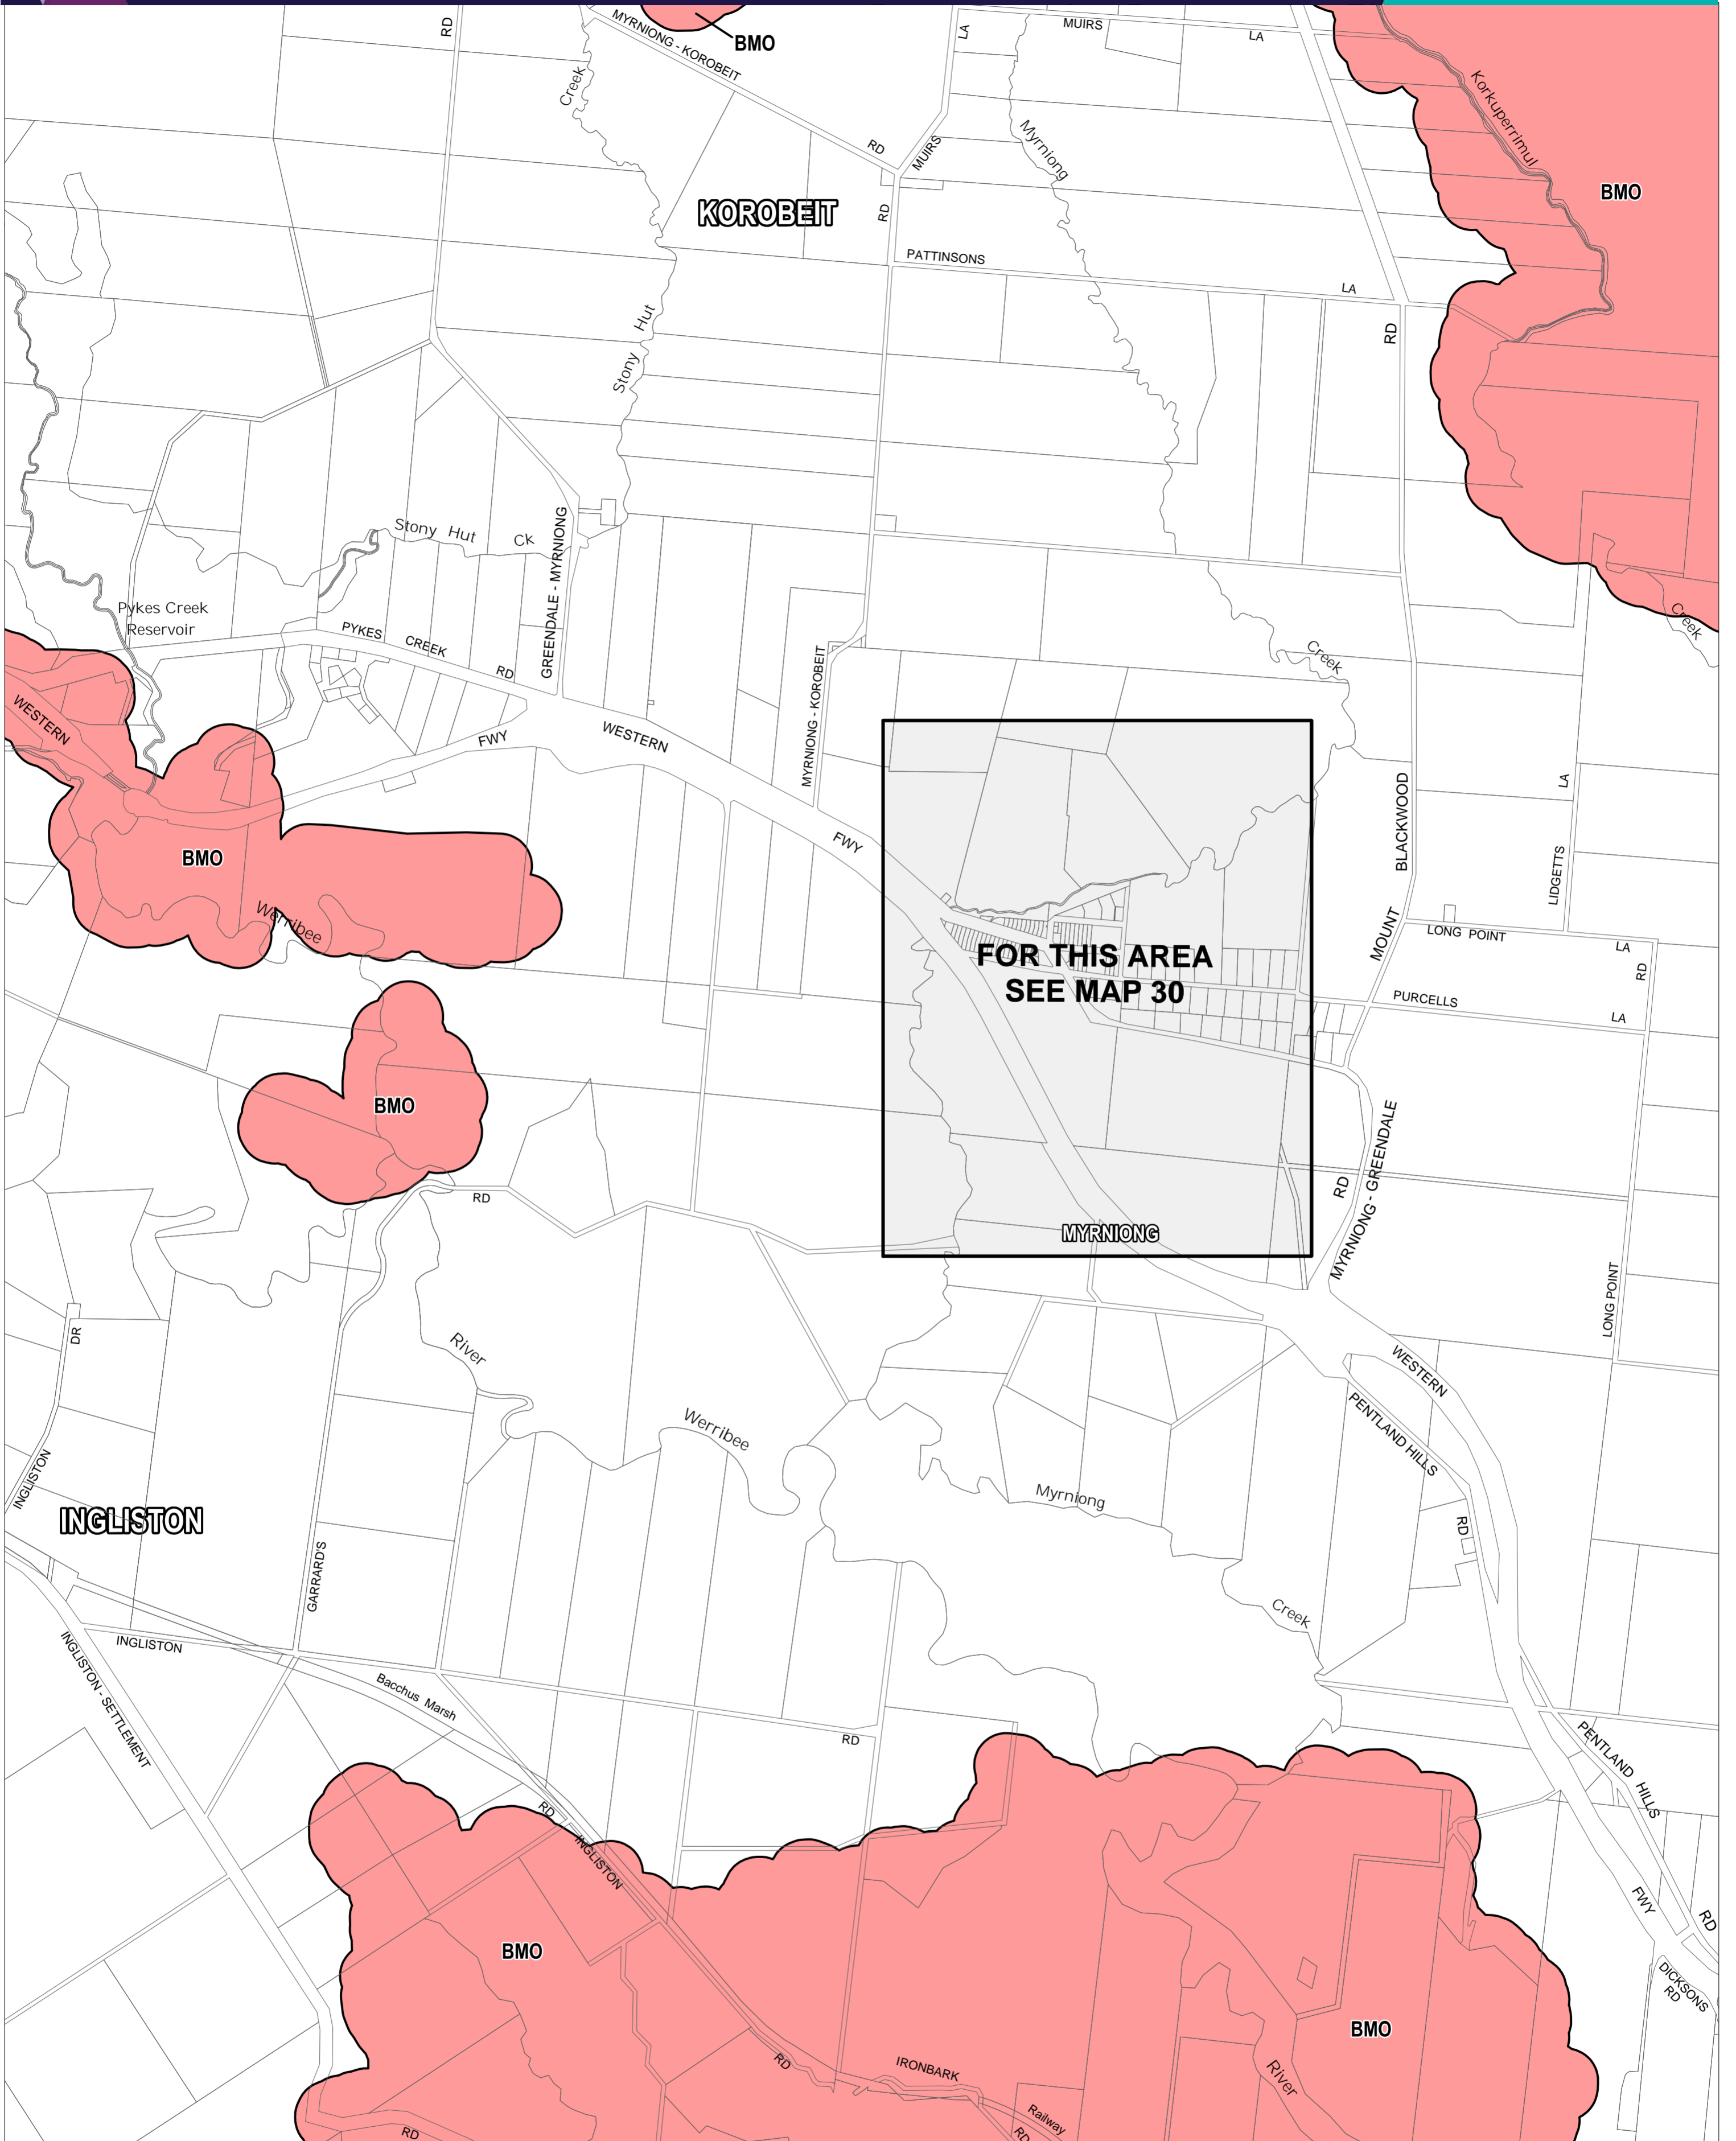 RD
MYRNIONG - KOROBEIT
BMO
LA
MUIRS
LA
Creek
Korkuperrimul
RD
MUIRS
Myrniong
BMO
KOROBEIT
RD
PATTINSONS
LA
RD
Stony Hut
Stony Hut Ck
GREENDALE - MYRNIONG
Pykes Creek
Reservoir
PYKES CREEK
RD
Creek
Creek
MYRNIONG - KOROBEIT
WESTERN
WESTERN
FWY
FWY
BLACKWOOD
LA
LIDGETTS
BMO
Werribee
MOUNT
LONG POINT
LA
RD
FOR THIS AREA
SEE MAP 30
PURCELLS
LA
BMO
RD
MYRNIONG - GREENDALE
RD
MYRNIONG
LONG POINT
DR
River
WESTERN
PENTLAND HILLS
Werribee
INGLISTON
Myrniong
RD
INGLISTON
GARRARD'S
Creek
INGLISTON
INGLISTON - SETTLEMENT
Bacchus Marsh
RD
PENTLAND HILLS
RD
INGLISTON
FWY
RD
BMO
DICKSONS
RD
BMO
RD
IRONBARK
River
Railway
RD
RD